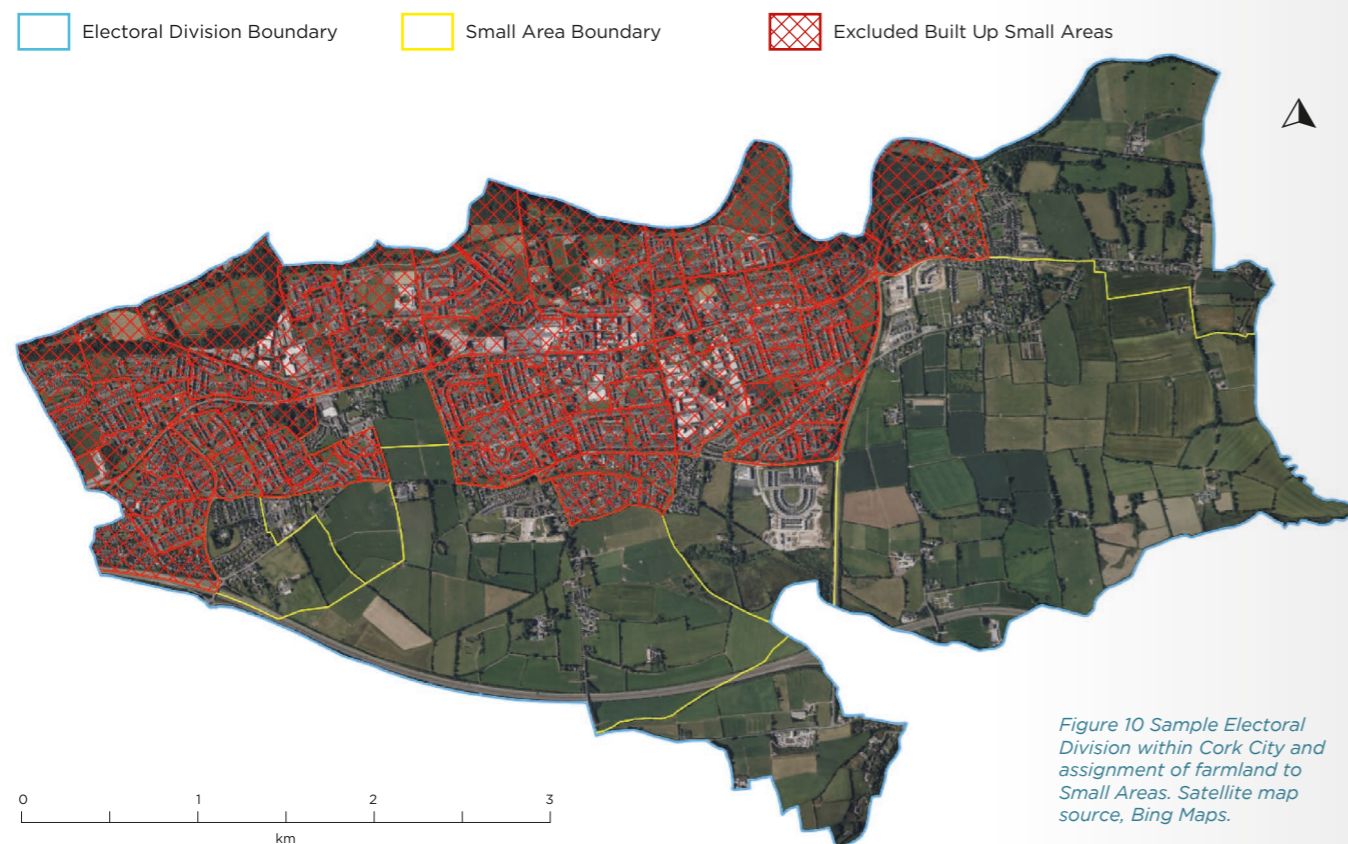 Electoral Division Boundary
Small Area Boundary
Excluded Built Up Small Areas
0 1 2 3
km
Figure 10 Sample Electoral
Division within Cork City and
assignment of farmland to
Small Areas. Satellite map
source, Bing Maps.